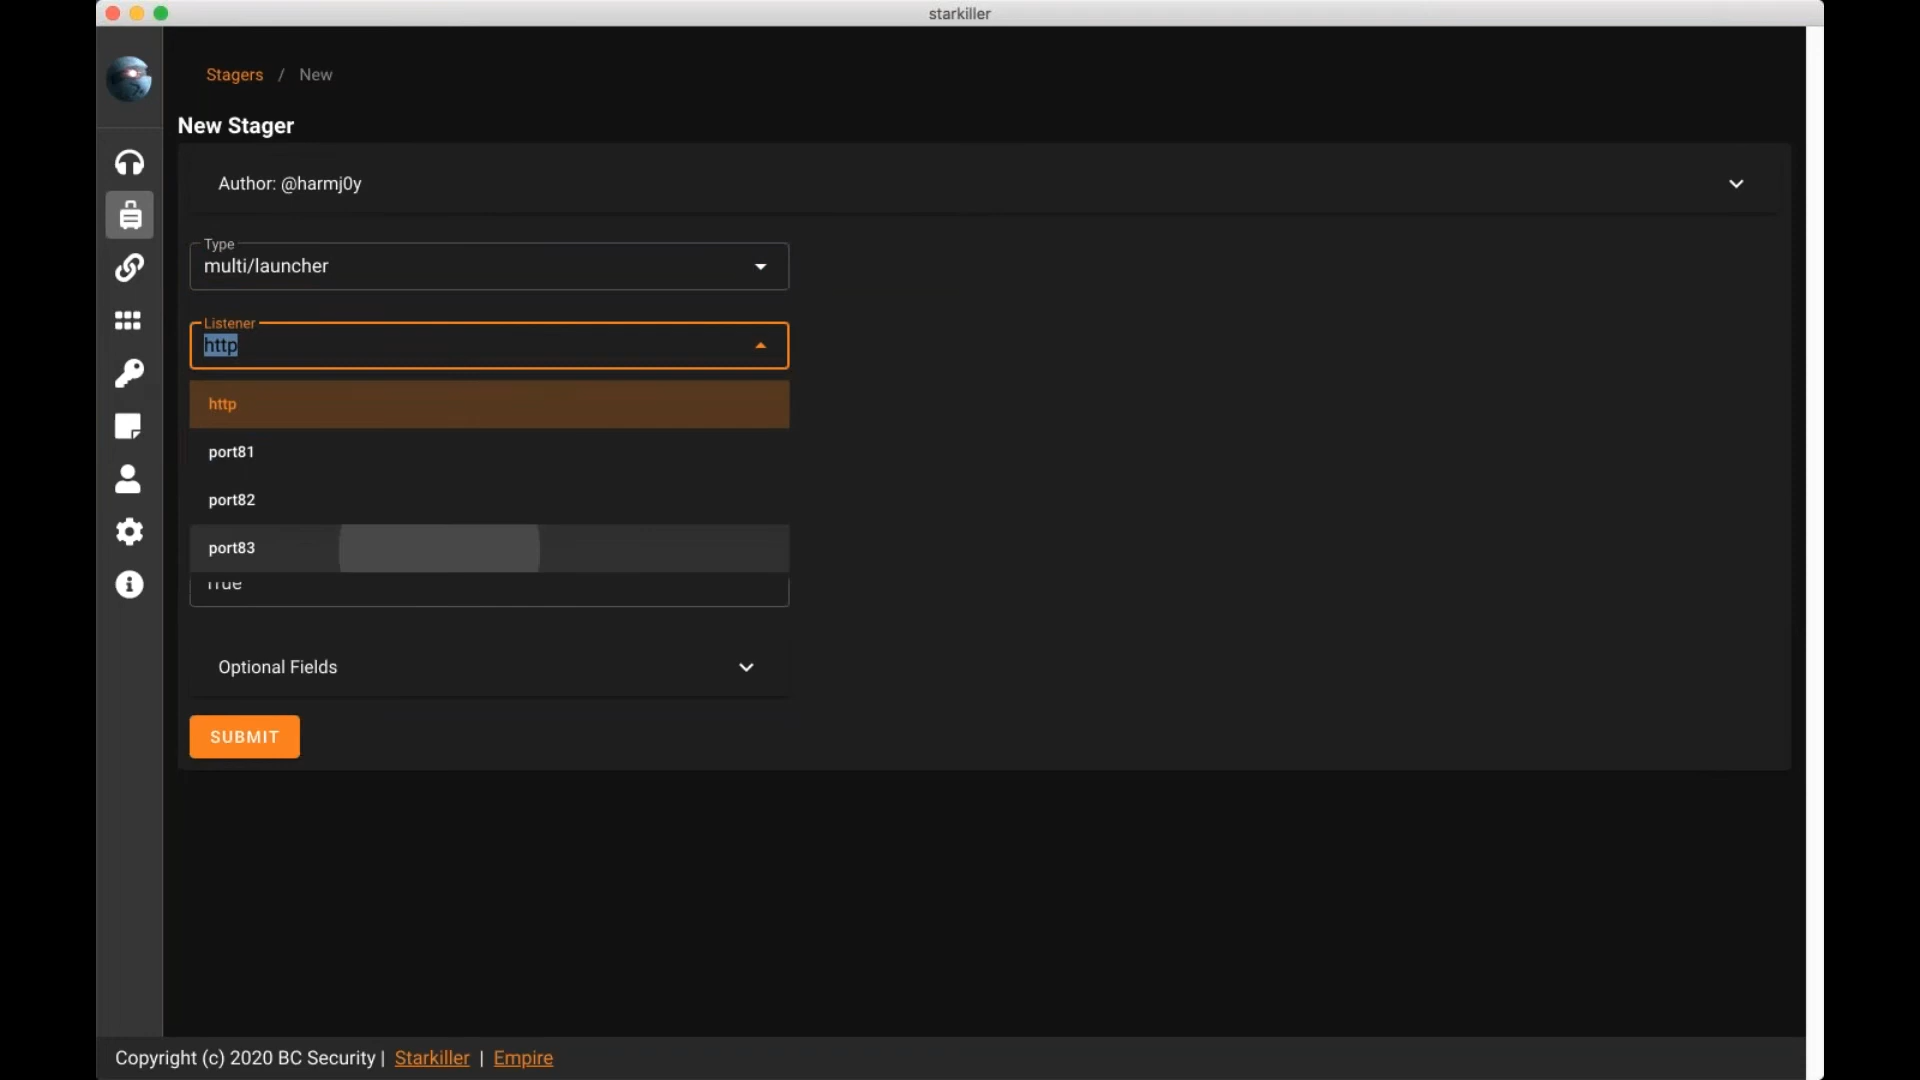 starkiller
Stagers / New
New Stager
Author: @harmj0y
Type
multi/launcher
Listener
http
http
port81
port82
port83
True
Optional Fields
SUBMIT
Copyright (c) 2020 BC Security | Starkiller | Empire